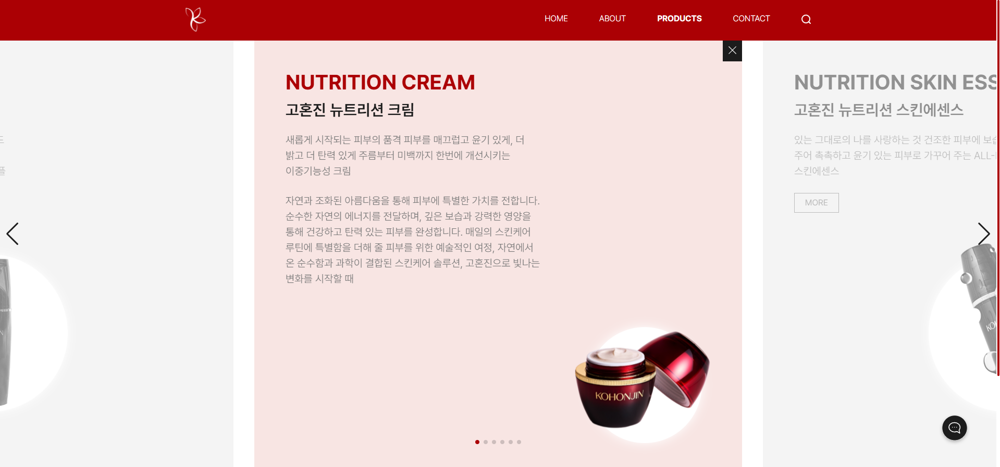 HOME
ABOUT
PRODUCTS
CONTACT
NUTRITION CREAM
고혼진 뉴트리션 크림
새롭게 시작되는 피부의 품격 피부를 매끄럽고 윤기 있게, 더
밝고 더 탄력 있게 주름부터 미백까지 한번에 개선시키는
이중기능성 크림
자연과 조화된 아름다움을 통해 피부에 특별한 가치를 전합니다.
순수한 자연의 에너지를 전달하며, 깊은 보습과 강력한 영양을
통해 건강하고 탄력 있는 피부를 완성합니다. 매일의 스킨케어
루틴에 특별함을 더해 줄 피부를 위한 예술적인 여정, 자연에서
온 순수함과 과학이 결합된 스킨케어 솔루션, 고혼진으로 빛나는
변화를 시작할 때
KOHONJIN
NUTRITION SKIN ESS
고혼진 뉴트리션 스킨에센스
있는 그대로의 나를 사랑하는 것 건조한 피부에 보습
주어 촉촉하고 윤기 있는 피부로 가꾸어 주는 ALL-I
스킨에센스
MORE
KO